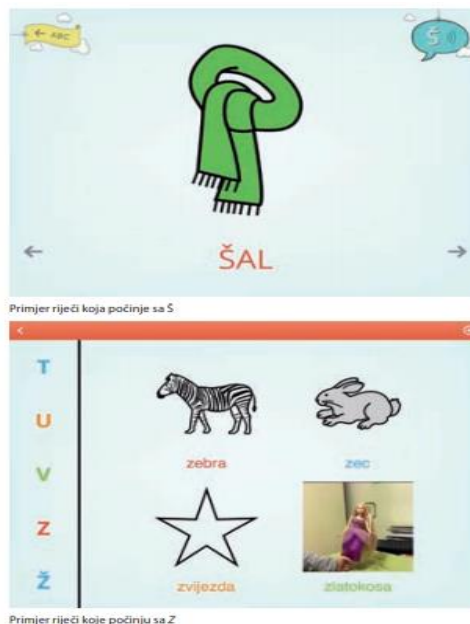 ← ABC
Š
ŠAL
Primjer riječi koja počinje sa Š
T
U
V
Z
Ž
zebra
zec
zvijezda
zlatokosa
Primjer riječi koje počinju sa Z